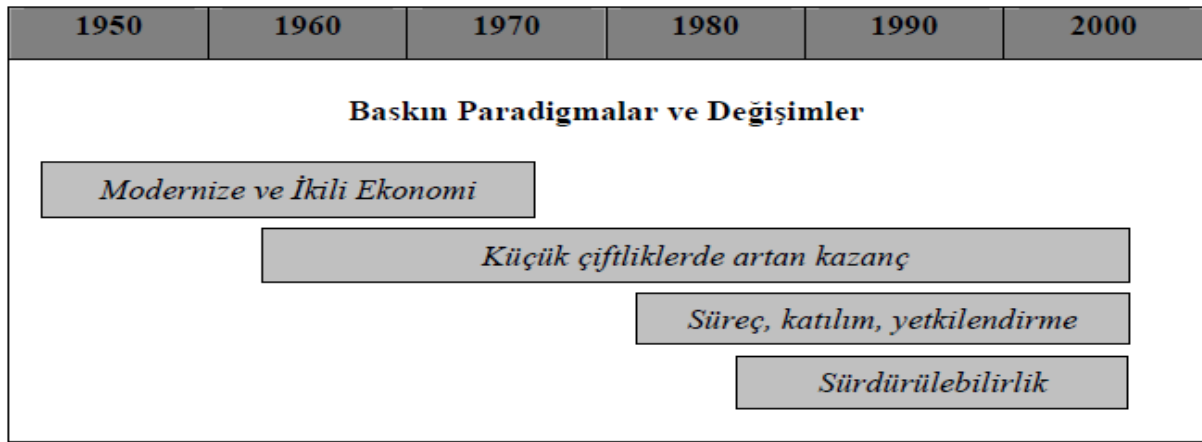 1950 1960 1970 1980 1990 2000
Baskın Paradigmalar ve Değişimler
Modernize ve İkili Ekonomi
Küçük çiftliklerde artan kazanç
Süreç, katılım, yetkilendirme
Sürdürülebilirlik